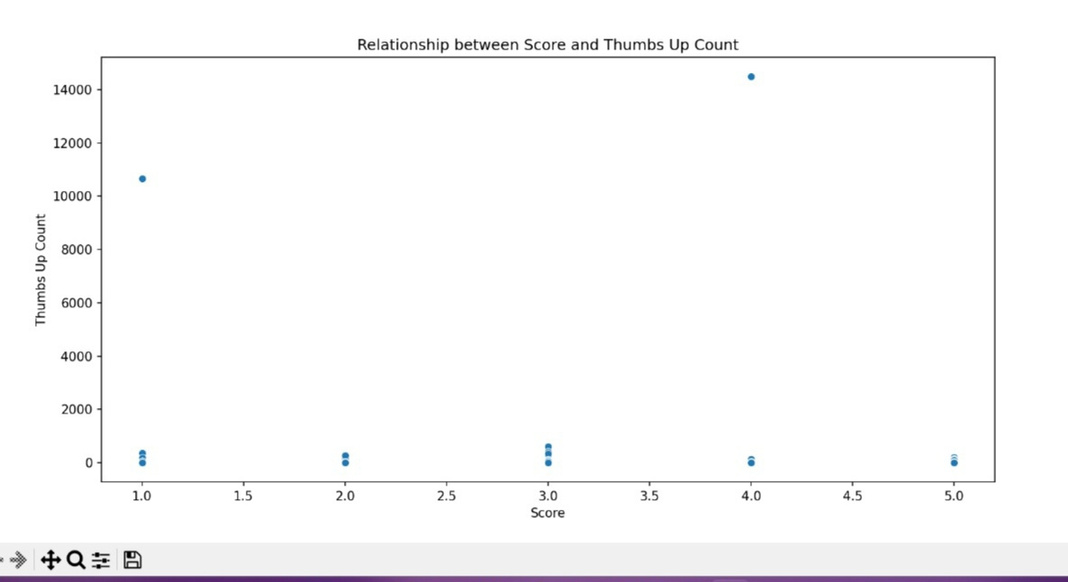 Relationship between Score and Thumbs Up Count
14000
12000
10000
8000
6000
4000
2000
0
Thumbs Up Count
1.0 1.5 2.0 2.5 3.0 3.5 4.0 4.5 5.0
Score